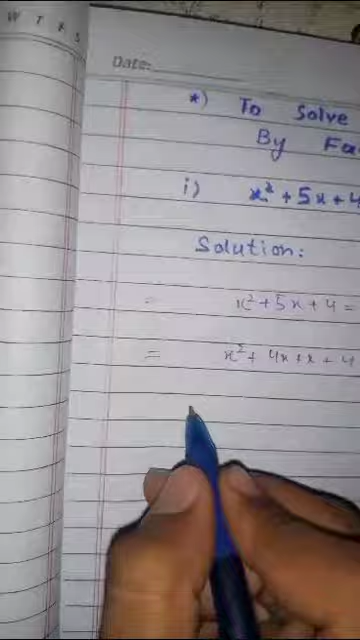 W T F S
Date:
*) To Solve
By Fa
i) x² + 5x + 4
Solution:
= x² + 5x + 4 =
= x² + 4x + x + 4